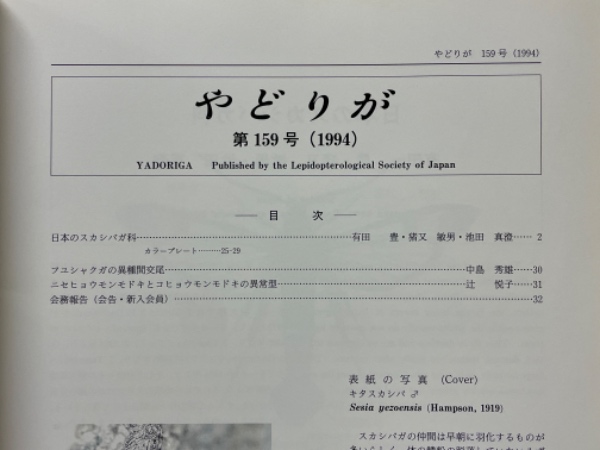 やどりが 159号 (1994)
やどりが
第159号 (1994)
YADORIGA Published by the Lepidopterological Society of Japan
目 次
日本のスカシバガ科……有田 豊・猪又 敏男・池田 真澄……2
カラープレート………25-29
フユシャクガの異種間交尾……中島 秀雄……30
ニセヒョウモンモドキとコヒョウモンモドキの異常型……辻 悦子……31
会務報告 (会告・新入会員)……32
表紙の写真 (Cover)
キタスカシバ ♂
Sesia yezoensis (Hampson, 1919)
スカシバガの仲間は早朝に羽化するものが